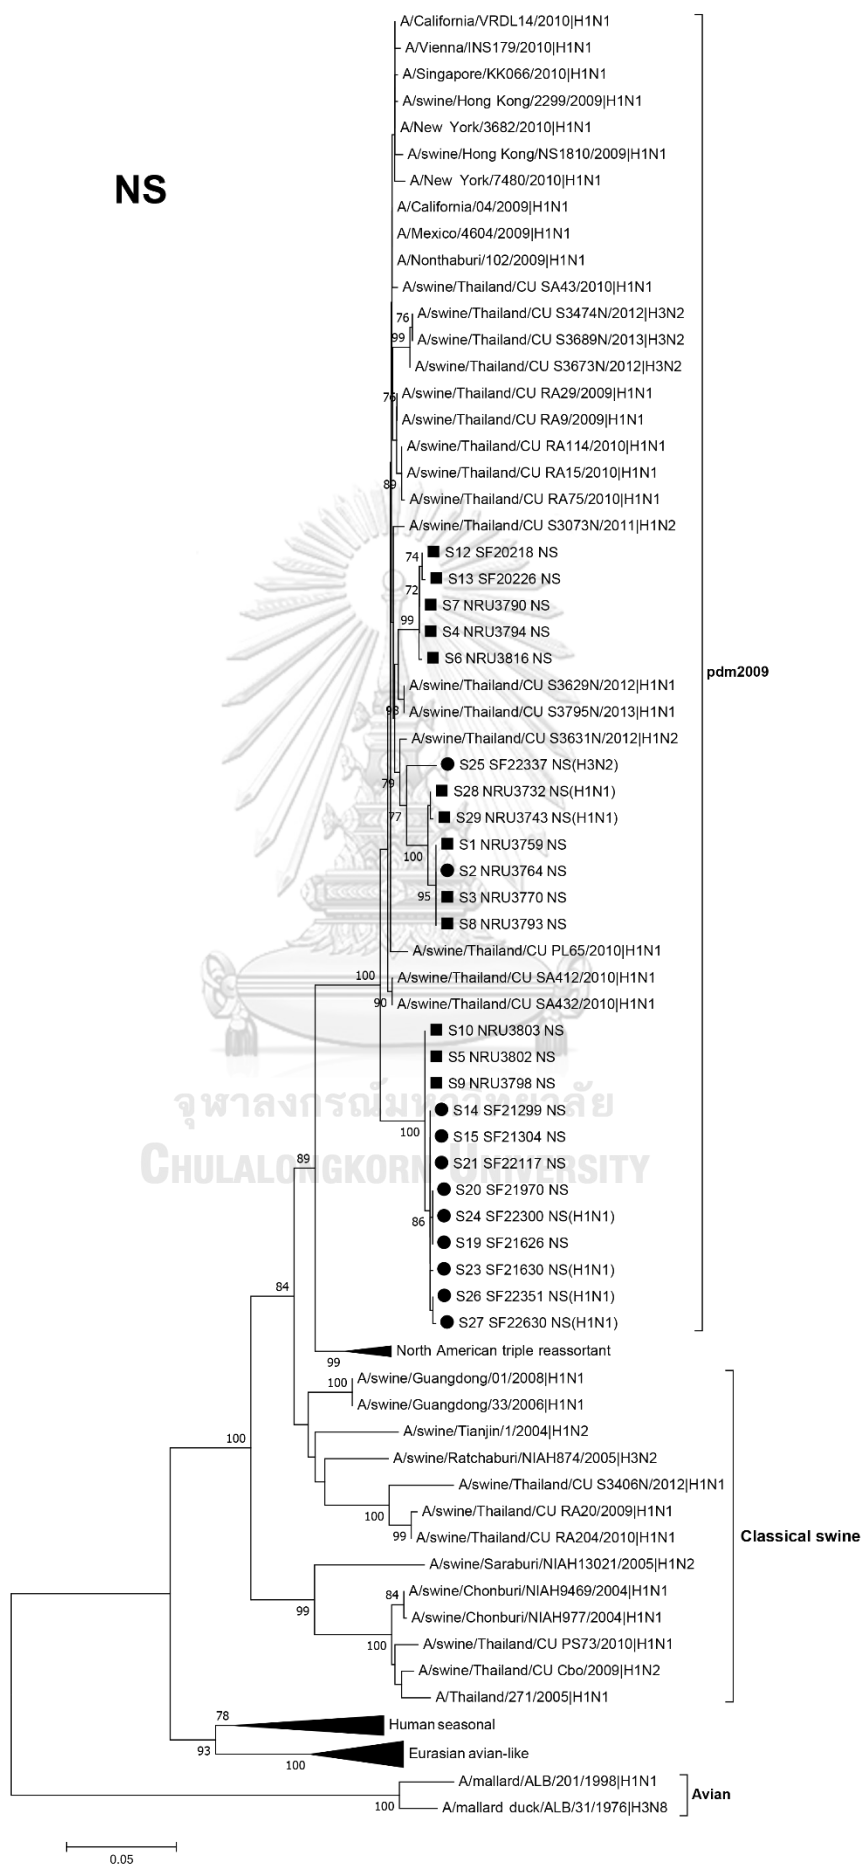 A/California/VRDL14/2010|H1N1
A/Vienna/INS179/2010|H1N1
A/Singapore/KK066/2010|H1N1
A/swine/Hong Kong/2299/2009|H1N1
A/New York/3682/2010|H1N1
A/swine/Hong Kong/NS1810/2009|H1N1
NS
A/New York/7480/2010|H1N1
A/California/04/2009|H1N1
A/Mexico/4604/2009|H1N1
A/Nonthaburi/102/2009|H1N1
A/swine/Thailand/CU SA43/2010|H1N1
76
A/swine/Thailand/CU S3474N/2012|H3N2
99
A/swine/Thailand/CU S3689N/2013|H3N2
A/swine/Thailand/CU S3673N/2012|H3N2
76
A/swine/Thailand/CU RA29/2009|H1N1
A/swine/Thailand/CU RA9/2009|H1N1
A/swine/Thailand/CU RA114/2010|H1N1
A/swine/Thailand/CU RA15/2010|H1N1
89
A/swine/Thailand/CU RA75/2010|H1N1
A/swine/Thailand/CU S3073N/2011|H1N2
74
S12 SF20218 NS
S13 SF20226 NS
72
S7 NRU3790 NS
99
S4 NRU3794 NS
S6 NRU3816 NS
pdm2009
A/swine/Thailand/CU S3629N/2012|H1N1
98
A/swine/Thailand/CU S3795N/2013|H1N1
A/swine/Thailand/CU S3631N/2012|H1N2
S25 SF22337 NS(H3N2)
79
S28 NRU3732 NS(H1N1)
77
S29 NRU3743 NS(H1N1)
S1 NRU3759 NS
100
S2 NRU3764 NS
95
S3 NRU3770 NS
S8 NRU3793 NS
A/swine/Thailand/CU PL65/2010|H1N1
100
A/swine/Thailand/CU SA412/2010|H1N1
90
A/swine/Thailand/CU SA432/2010|H1N1
S10 NRU3803 NS
S5 NRU3802 NS
S9 NRU3798 NS
จุฬาลงกรณ์มหาวิทยาลัย
S14 SF21299 NS
100
S15 SF21304 NS
CHULALONGKORN UNIVERSITY
89
S21 SF22117 NS
S20 SF21970 NS
86
S24 SF22300 NS(H1N1)
S19 SF21626 NS
S23 SF21630 NS(H1N1)
84
S26 SF22351 NS(H1N1)
S27 SF22630 NS(H1N1)
North American triple reassortant
99
100
A/swine/Guangdong/01/2008|H1N1
A/swine/Guangdong/33/2006|H1N1
A/swine/Tianjin/1/2004|H1N2
100
A/swine/Ratchaburi/NIAH874/2005|H3N2
A/swine/Thailand/CU S3406N/2012|H1N1
100
A/swine/Thailand/CU RA20/2009|H1N1
99
A/swine/Thailand/CU RA204/2010|H1N1
Classical swine
A/swine/Saraburi/NIAH13021/2005|H1N2
84
A/swine/Chonburi/NIAH9469/2004|H1N1
99
A/swine/Chonburi/NIAH977/2004|H1N1
100
A/swine/Thailand/CU PS73/2010|H1N1
A/swine/Thailand/CU Cbo/2009|H1N2
A/Thailand/271/2005|H1N1
78
Human seasonal
93
Eurasian avian-like
100
A/mallard/ALB/201/1998|H1N1
Avian
100
A/mallard duck/ALB/31/1976|H3N8
0.05